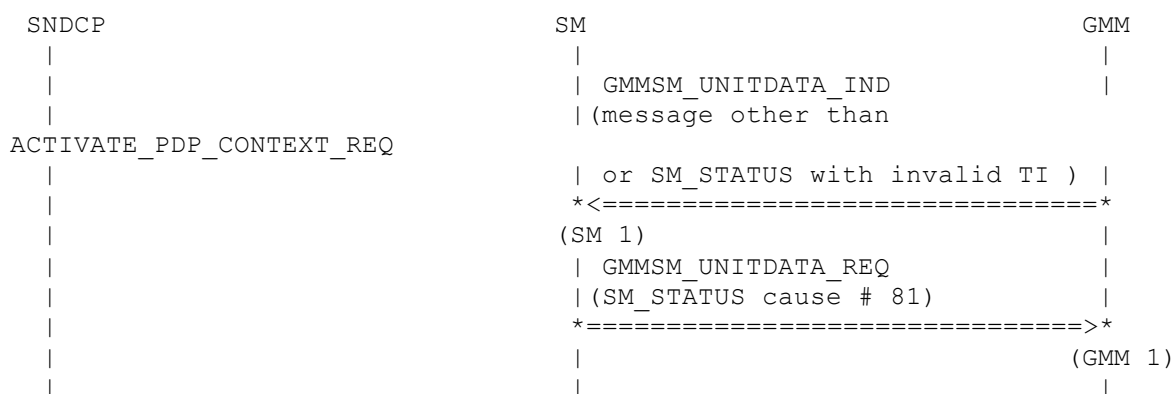 SNDCP SM GMM
| | |
| | GMMSM_UNITDATA_IND |
| |(message other than
ACTIVATE_PDP_CONTEXT_REQ
| | or SM_STATUS with invalid TI ) |
| *<===============================*
| (SM 1) |
| | GMMSM_UNITDATA_REQ |
| |(SM_STATUS cause # 81) |
| *===============================>*
| | (GMM 1)
| | |